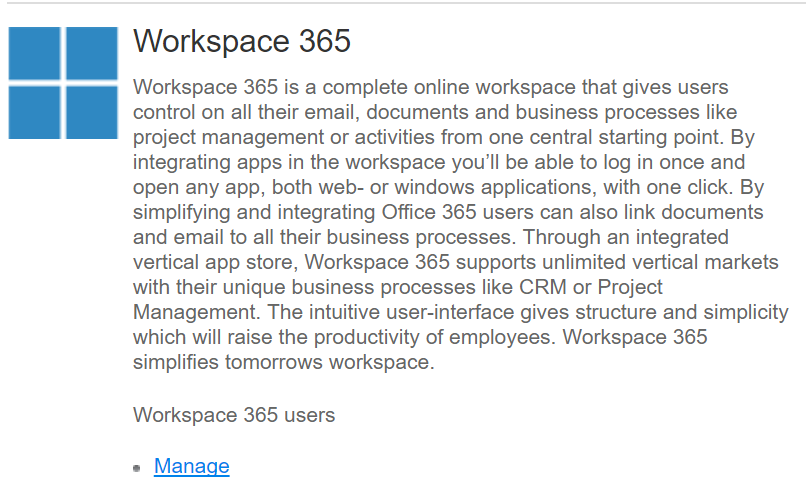 Workspace 365
Workspace 365 is a complete online workspace that gives users
control on all their email, documents and business processes like
project management or activities from one central starting point. By
integrating apps in the workspace you’ll be able to log in once and
open any app, both web- or windows applications, with one click. By
simplifying and integrating Office 365 users can also link documents
and email to all their business processes. Through an integrated
vertical app store, Workspace 365 supports unlimited vertical markets
with their unique business processes like CRM or Project
Management. The intuitive user-interface gives structure and simplicity
which will raise the productivity of employees. Workspace 365
simplifies tomorrows workspace.
Workspace 365 users
Manage